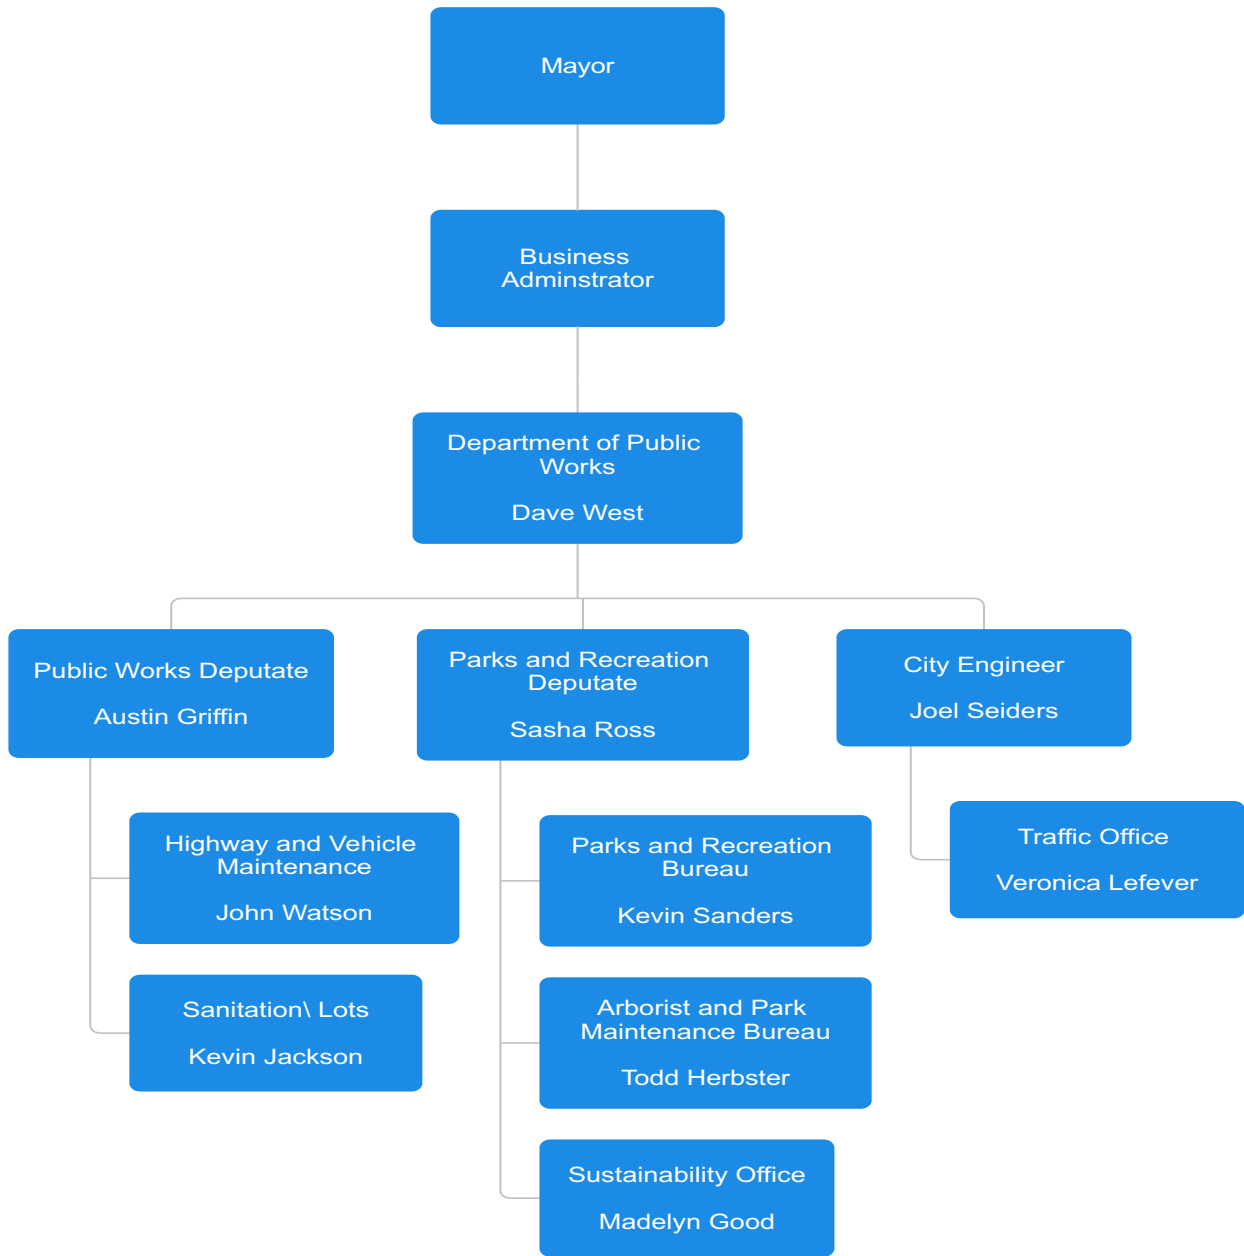 Mayor
Business
Adminstrator
Department of Public
Works
Dave West
Public Works Deputate
Austin Griffin
Parks and Recreation
Deputate
Sasha Ross
City Engineer
Joel Seiders
Highway and Vehicle
Maintenance
John Watson
Sanitation\ Lots
Kevin Jackson
Parks and Recreation
Bureau
Kevin Sanders
Arborist and Park
Maintenance Bureau
Todd Herbster
Sustainability Office
Madelyn Good
Traffic Office
Veronica Lefever